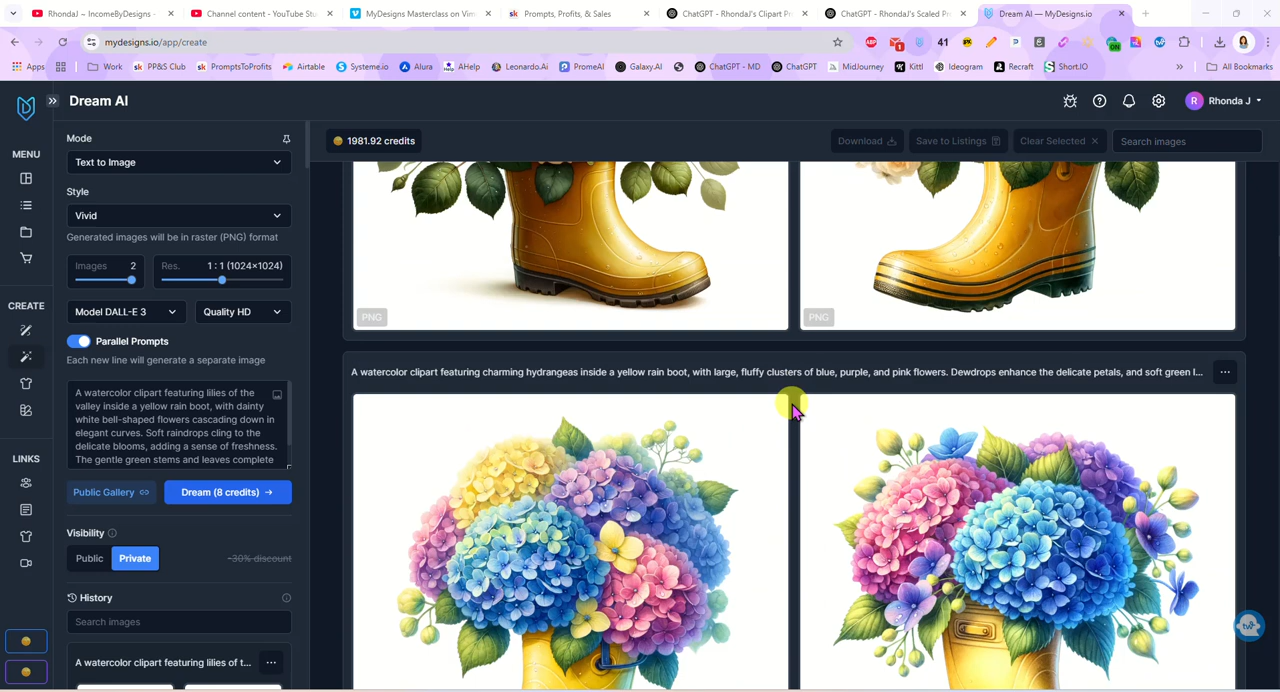 RhondaJ ~ IncomeByDesigns -
Channel content - YouTube Stu
MyDesigns Masterclass on Vim
Prompts, Profits, & Sales
ChatGPT - RhondaJ's Clipart Pr
ChatGPT - RhondaJ's Scaled Pr
Dream AI — MyDesigns.io
mydesigns.io/app/create
41
ON
Apps
Work
sk PP&S Club
sk PromptsToProfits
Airtable
Systeme.io
Alura
AHelp
Leonardo.Ai
PromeAI
Galaxy.AI
ChatGPT - MD
ChatGPT
MidJourney
Kittl
Ideogram
Recraft
Short.IO
All Bookmarks
Dream AI
R Rhonda J
MENU
CREATE
LINKS
Mode
Text to Image
Style
Vivid
Generated images will be in raster (PNG) format
Images 2
Res. 1 : 1 (1024×1024)
Model DALL-E 3
Quality HD
Parallel Prompts
Each new line will generate a separate image
A watercolor clipart featuring lilies of the
valley inside a yellow rain boot, with dainty
white bell-shaped flowers cascading down in
elegant curves. Soft raindrops cling to the
delicate blooms, adding a sense of freshness.
The gentle green stems and leaves complete
Public Gallery
Dream (8 credits)
Visibility
Public
Private
~30% discount
History
Search images
A watercolor clipart featuring lilies of t...
1981.92 credits
Download
Save to Listings
Clear Selected
Search images
PNG
PNG
A watercolor clipart featuring charming hydrangeas inside a yellow rain boot, with large, fluffy clusters of blue, purple, and pink flowers. Dewdrops enhance the delicate petals, and soft green l...